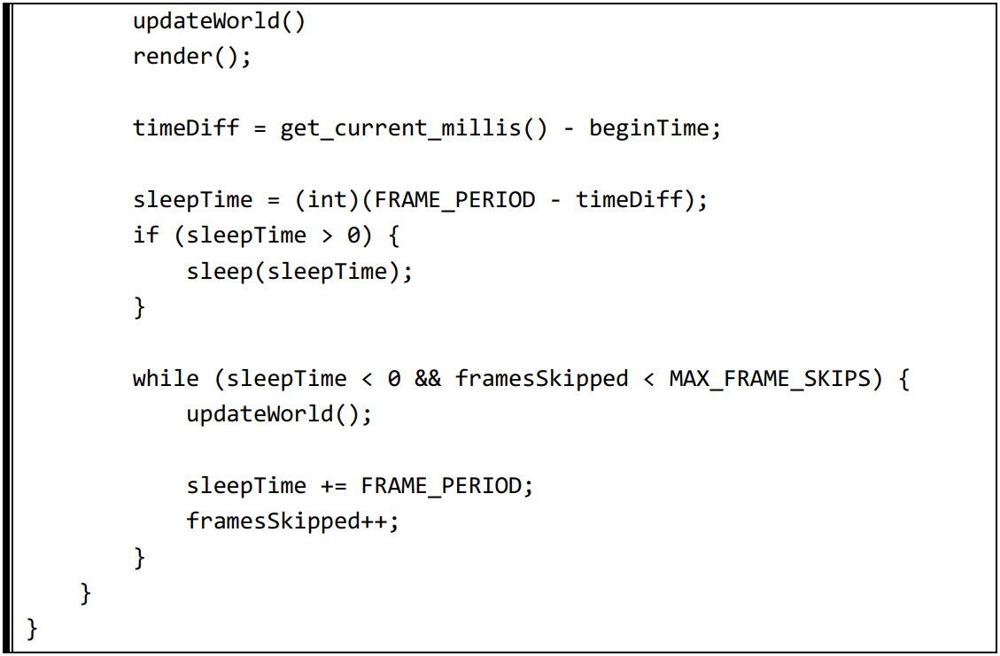 updateWorld()
render();
timeDiff = get_current_millis() - beginTime;
sleepTime = (int)(FRAME_PERIOD - timeDiff);
if (sleepTime > 0) {
sleep(sleepTime);
}
while (sleepTime < 0 && framesSkipped < MAX_FRAME_SKIPS) {
updateWorld();
sleepTime += FRAME_PERIOD;
framesSkipped++;
}
}
}